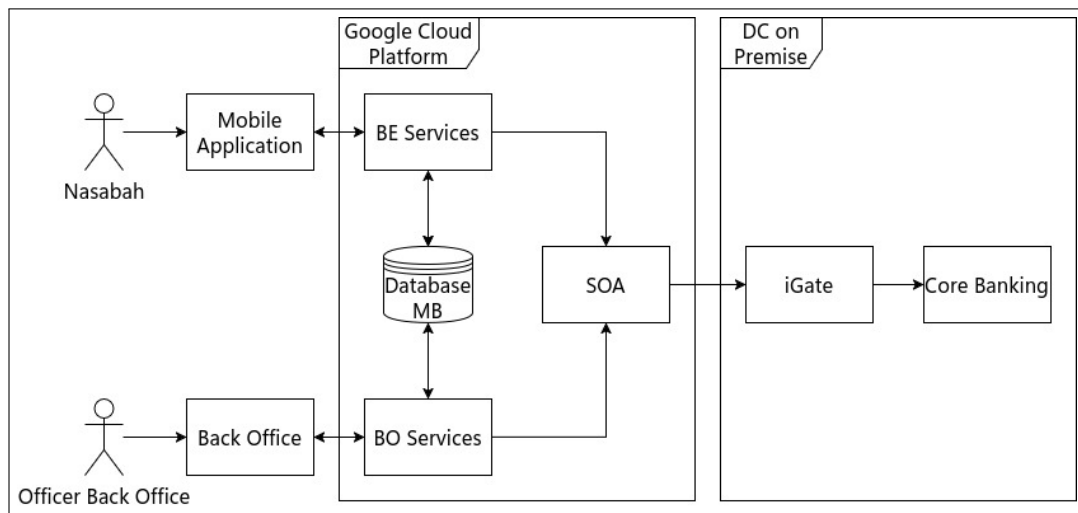 Google Cloud
Platform
DC on
Premise
Mobile
Application
BE Services
Nasabah
Database
MB
SOA
iGate
Core Banking
Back Office
BO Services
Officer Back Office